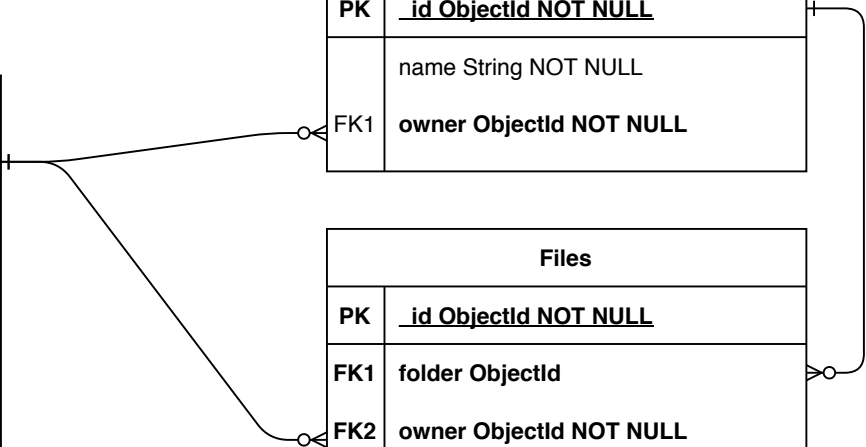 PK _id ObjectId NOT NULL
name String NOT NULL
FK1 owner ObjectId NOT NULL
Files
PK _id ObjectId NOT NULL
FK1 folder ObjectId
FK2 owner ObjectId NOT NULL